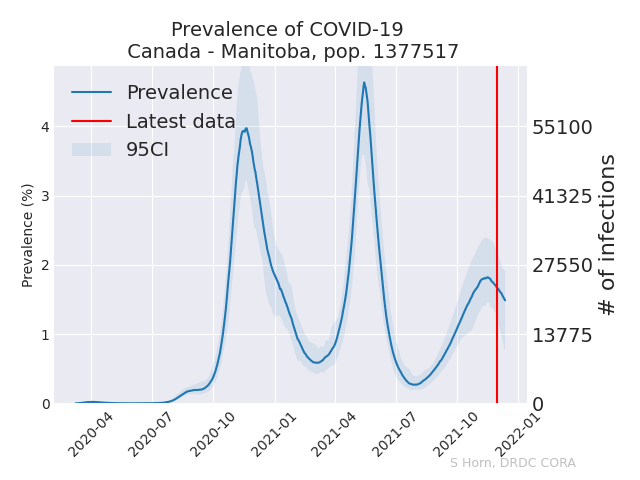 Prevalence of COVID-19
Canada - Manitoba, pop. 1377517
Prevalence
Latest data
95CI
Prevalence (%)
4
3
2
1
0
55100
41325
27550
13775
0
# of infections
2020-04
2020-07
2020-10
2021-01
2021-04
2021-07
2021-10
2022-01
S Horn, DRDC CORA